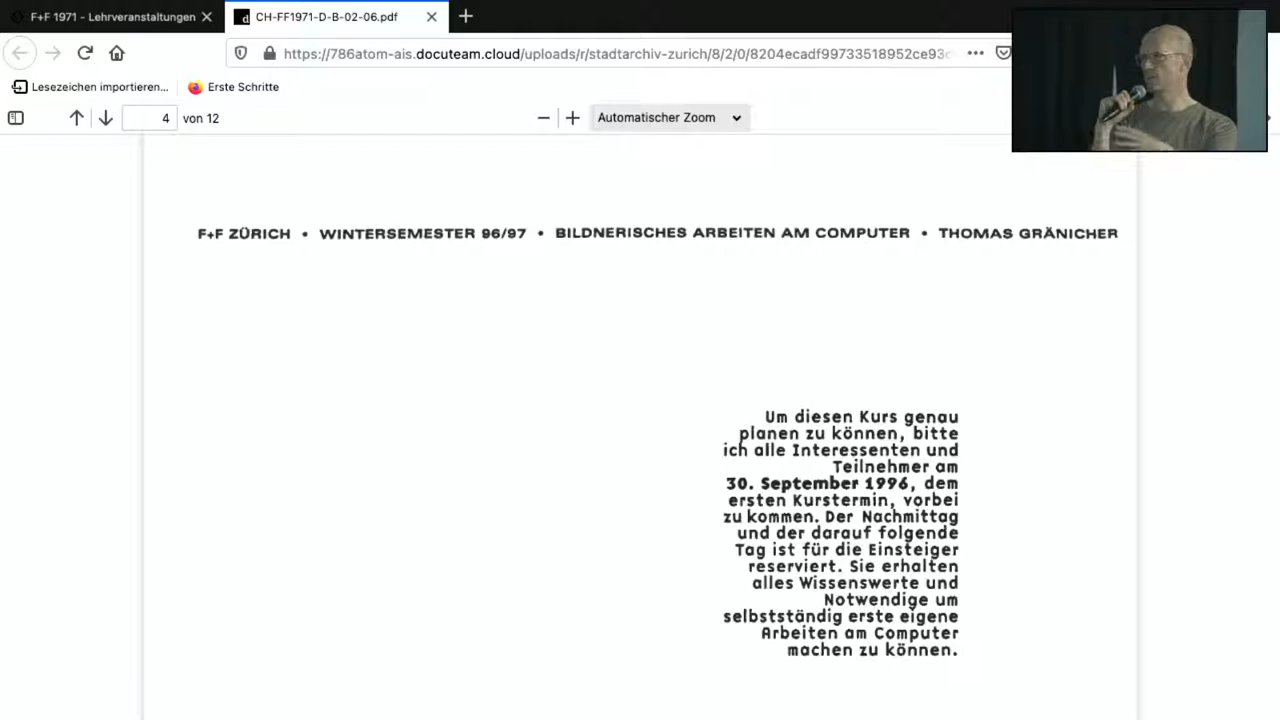 F+F 1971 - Lehrveranstaltungen
CH-FF1971-D-B-02-06.pdf
https://786atom-ais.docuteam.cloud/uploads/r/stadtarchiv-zurich/8/2/0/8204ecadf99733518952ce93c
Lesezeichen importieren...
Erste Schritte
4 von 12
Automatischer Zoom
F+F ZÜRICH • WINTERSEMESTER 96/97 • BILDNERISCHES ARBEITEN AM COMPUTER • THOMAS GRÄNICHER
Um diesen Kurs genau
planen zu können, bitte
ich alle Interessenten und
Teilnehmer am
30. September 1996, dem
ersten Kurstermin, vorbei
zu kommen. Der Nachmittag
und der darauf folgende
Tag ist für die Einsteiger
reserviert. Sie erhalten
alles Wissenswerte und
Notwendige um
selbstständig erste eigene
Arbeiten am Computer
machen zu können.